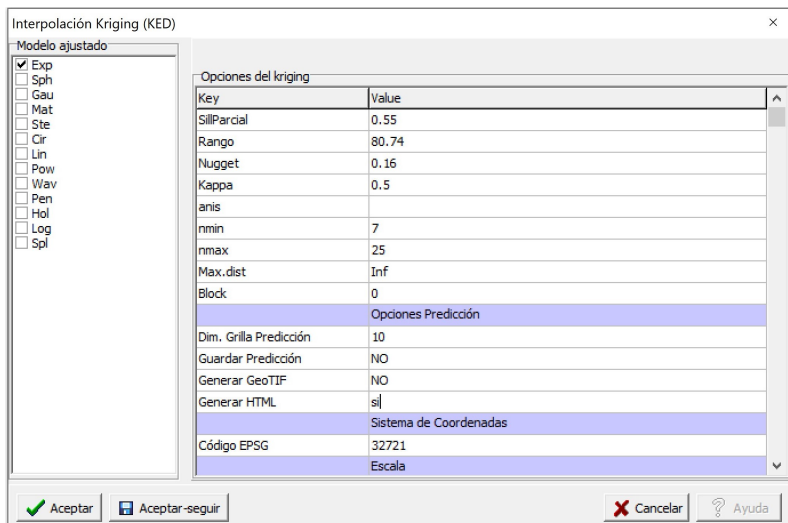 Interpolación Kriging (KED)
Modelo ajustado
Exp
Sph
Gau
Mat
Ste
Cir
Lin
Pow
Wav
Pen
Hol
Log
Spl
Opciones del kriging
Key Value
SillParcial 0.55
Rango 80.74
Nugget 0.16
Kappa 0.5
anis
nmin 7
nmax 25
Max.dist Inf
Block 0
Opciones Predicción
Dim. Grilla Predicción 10
Guardar Predicción NO
Generar GeoTIF NO
Generar HTML si
Sistema de Coordenadas
Código EPSG 32721
Escala
Aceptar Aceptar-seguir Cancelar Ayuda